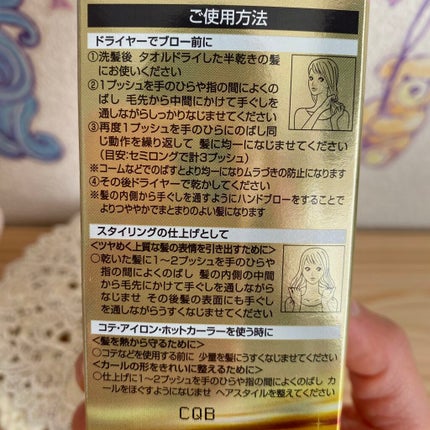 ご使用方法
ドライヤーでブロー前に
①洗髪後 タオルドライした半乾きの髪
にお使いください
②1プッシュを手のひらや指の間によくの
ばし 毛先から中間にかけて手ぐしを
通しながらしっかりなじませてください
③再度1プッシュを手のひらにのばし同
じ動作を繰り返して 髪に均一になじませてください
(目安:セミロングで計3プッシュ)
※コームなどでのばすとより均一になりムラづきの防止になります
④その後ドライヤーで乾かしてください
※髪の内側から手ぐしを通すようにハンドブローをすることで
よりつややかでまとまりのよい髪になります
スタイリングの仕上げとして
<ツヤめく上質な髪の表情を引き出すために>
○乾いた髪に1~2プッシュを手のひらや
指の間によくのばし 髪の内側の中間
から毛先にかけて手ぐしを通しながら
なじませ その後髪の表面にも手ぐし
を通しながらうすくなじませてください
コテ・アイロン・ホットカーラーを使う時に
<髪を熱から守るために>
○コテなどを使用する前に 少量を髪にうすくなじませてください
<カールの形をきれいに整えるために>
○仕上げに1~2プッシュを手のひらや指の間によくのばし カー
ルをほぐすようになじませ ヘアスタイルを整えてください
CQB